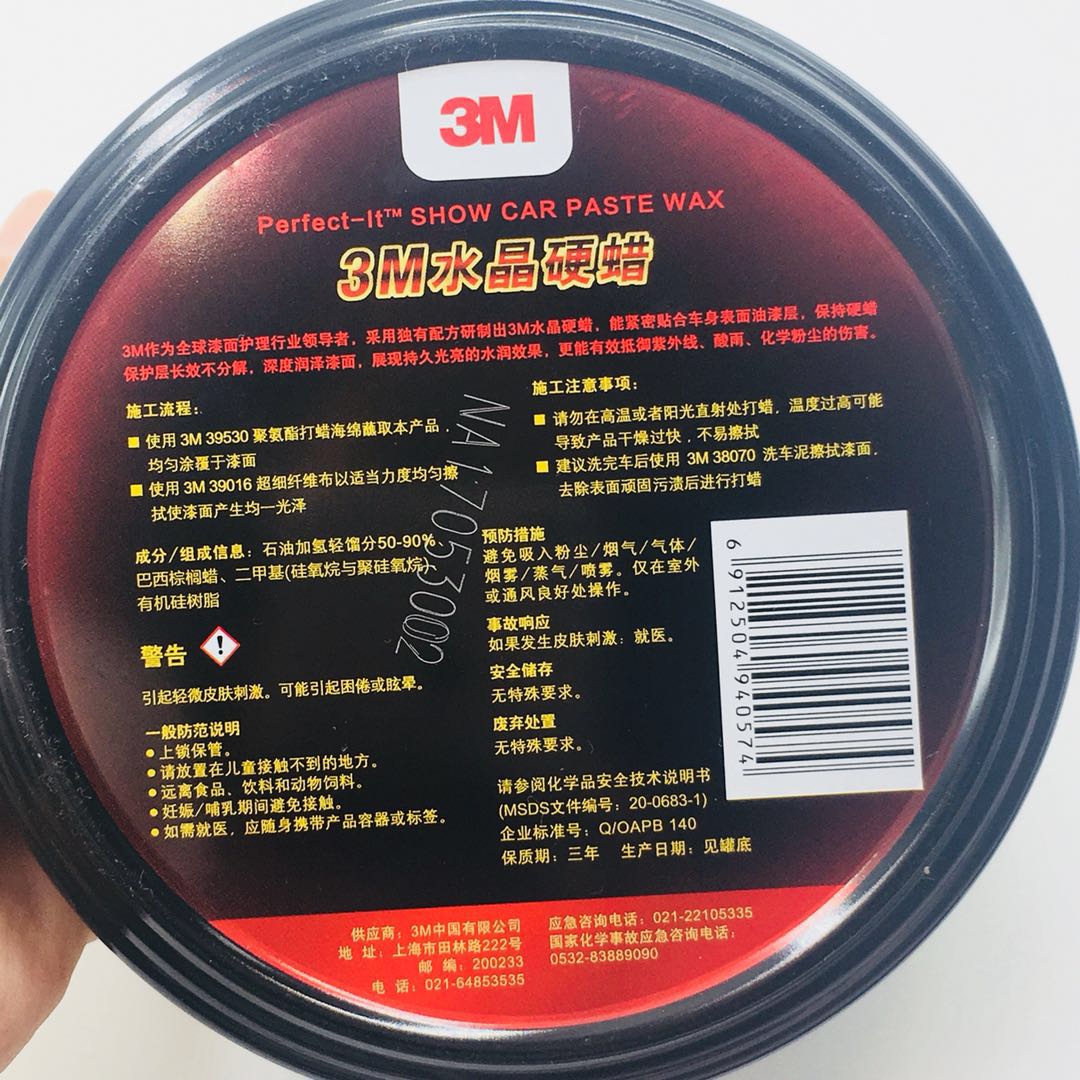 3M
Perfect-It™ SHOW CAR PASTE WAX
3M水晶硬蜡
3M作为全球漆面护理行业领导者，采用独有配方研制出3M水晶硬蜡，能紧密贴合车身表面油漆层，保持硬蜡
保护层长效不分解，深度润泽漆面，展现持久光亮的水润效果，更能有效抵御紫外线、酸雨、化学粉尘的伤害。
施工流程：
■ 使用 3M 39530 聚氨酯打蜡海绵蘸取本产品，
均匀涂覆于漆面
■ 使用 3M 39016 超细纤维布以适当力度均匀擦
拭使漆面产生均一光泽
施工注意事项：
■ 请勿在高温或者阳光直射处打蜡，温度过高可能
导致产品干燥过快，不易擦拭
■ 建议洗完车后使用 3M 38070 洗车泥擦拭漆面，
去除表面顽固污渍后进行打蜡
NA17053002
成分/组成信息：石油加氢轻馏分50-90%、
巴西棕榈蜡、二甲基(硅氧烷与聚硅氧烷)、
有机硅树脂
警告
引起轻微皮肤刺激。可能引起困倦或眩晕。
一般防范说明
● 上锁保管。
● 请放置在儿童接触不到的地方。
● 远离食品、饮料和动物饲料。
● 妊娠/哺乳期间避免接触。
● 如需就医，应随身携带产品容器或标签。
预防措施
避免吸入粉尘/烟气/气体/
烟雾/蒸气/喷雾。仅在室外
或通风良好处操作。
事故响应
如果发生皮肤刺激：就医。
安全储存
无特殊要求。
废弃处置
无特殊要求。
请参阅化学品安全技术说明书
(MSDS文件编号：20-0683-1)
企业标准号：Q/OAPB 140
保质期：三年 生产日期：见罐底
6912504940574
供应商：3M中国有限公司
地 址：上海市田林路222号
邮 编：200233
电 话：021-64853535
应急咨询电话：021-22105335
国家化学事故应急咨询电话：
0532-83889090